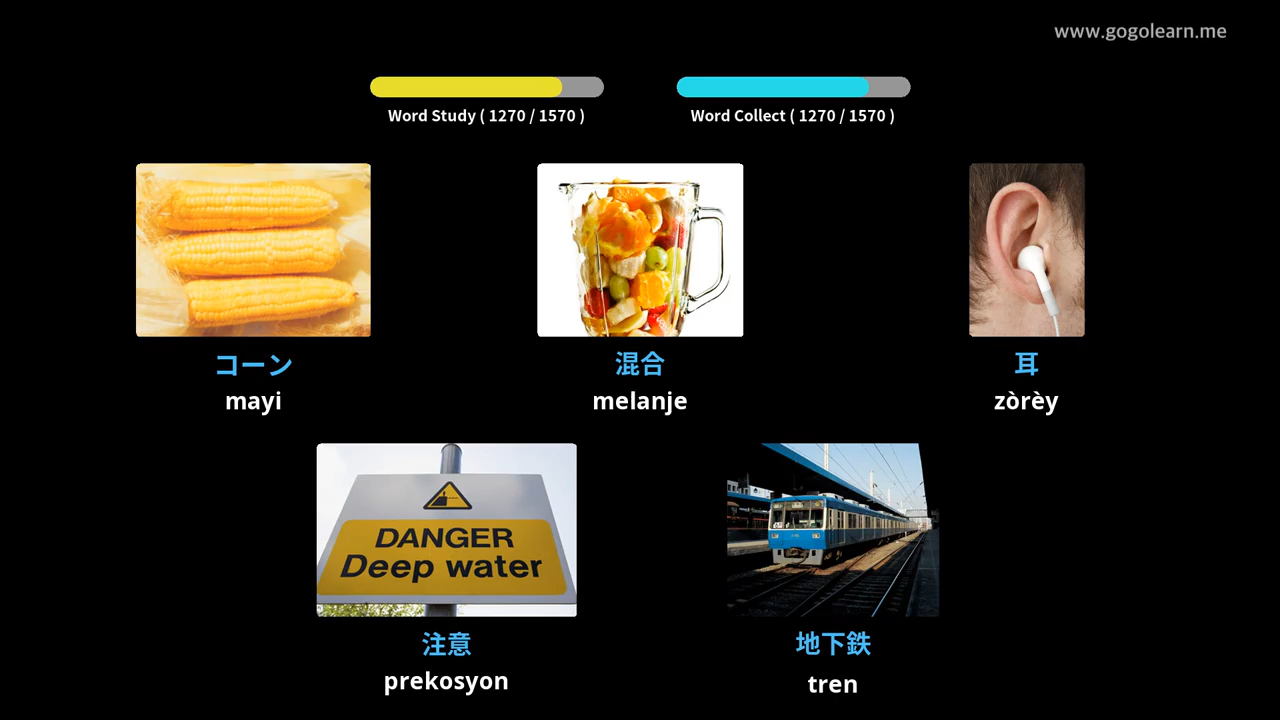 www.gogolearn.me
Word Study ( 1270 / 1570 )
Word Collect ( 1270 / 1570 )
コーン
mayi
混合
melanje
耳
zòrèy
DANGER
Deep water
注意
prekosyon
地下鉄
tren